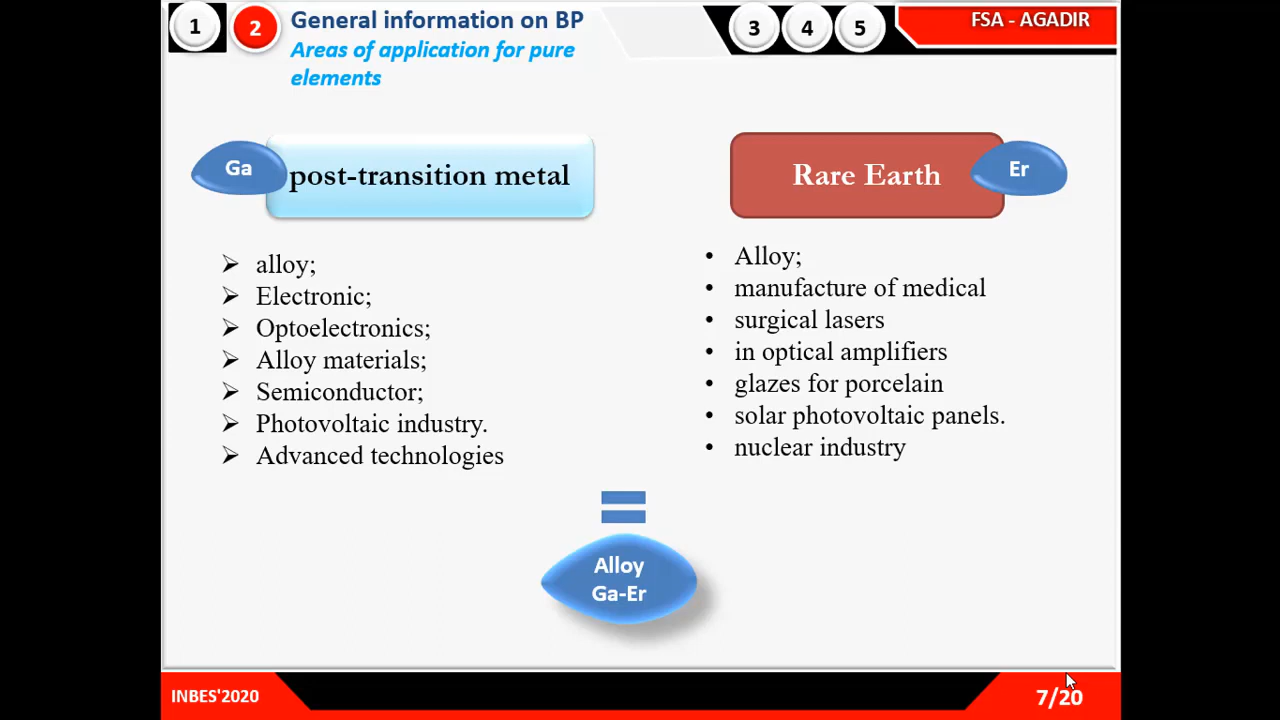 1
2
General information on BP
Areas of application for pure
elements
3
4
5
FSA - AGADIR
Ga
post-transition metal
➢ alloy;
➢ Electronic;
➢ Optoelectronics;
➢ Alloy materials;
➢ Semiconductor;
➢ Photovoltaic industry.
➢ Advanced technologies
Rare Earth
Er
• Alloy;
• manufacture of medical
• surgical lasers
• in optical amplifiers
• glazes for porcelain
• solar photovoltaic panels.
• nuclear industry
=
Alloy
Ga-Er
INBES'2020
7/20